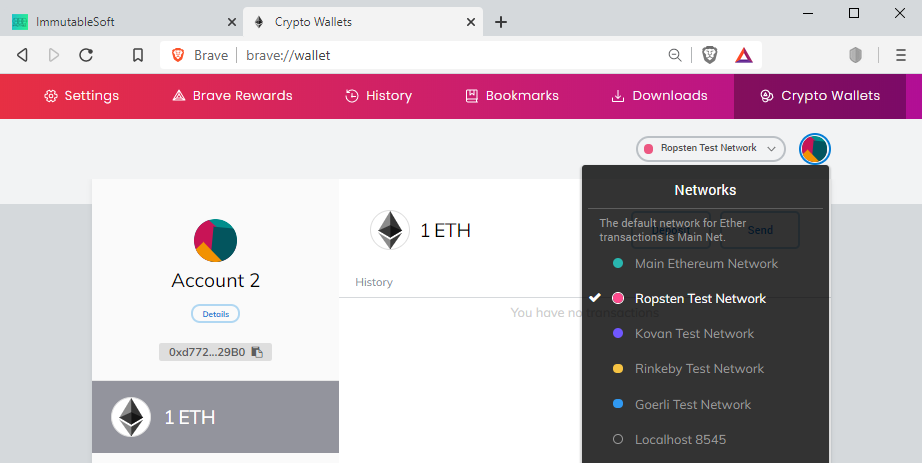 ImmutableSoft
Crypto Wallets
Brave
brave://wallet
Settings
Brave Rewards
History
Bookmarks
Downloads
Crypto Wallets
Ropsten Test Network
Account 2
Details
0xd772...29B0
1 ETH
1 ETH
Send
History
You have no transactions
Networks
The default network for Ether
transactions is Main Net.
Main Ethereum Network
Ropsten Test Network
Kovan Test Network
Rinkeby Test Network
Goerli Test Network
Localhost 8545